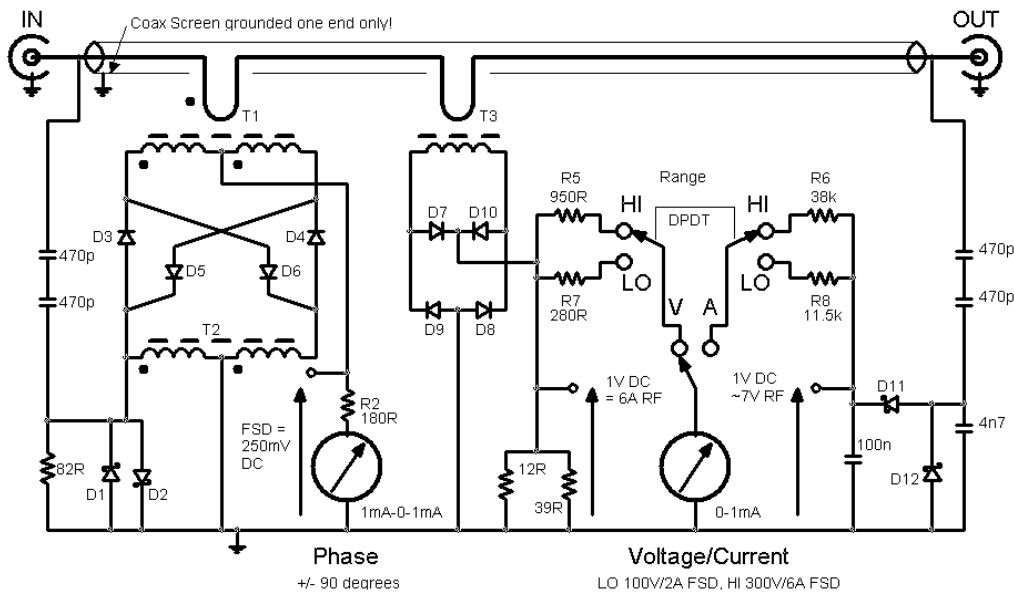 IN
Coax Screen grounded one end only!
OUT
T1
T3
R5
950R
HI
Range
DPDT
HI
R6
38k
D7
D10
D3
D5
D6
D4
LO
LO
R7
280R
R8
11.5k
470p
470p
470p
470p
D9
D8
V
A
T2
R2
180R
FSD =
250mV
DC
1V DC
= 6A RF
1V DC
~7V RF
D11
4n7
82R
D1
D2
12R
39R
100n
D12
1mA-0-1mA
0-1mA
Phase
+/- 90 degrees
Voltage/Current
LO 100V/2A FSD, HI 300V/6A FSD